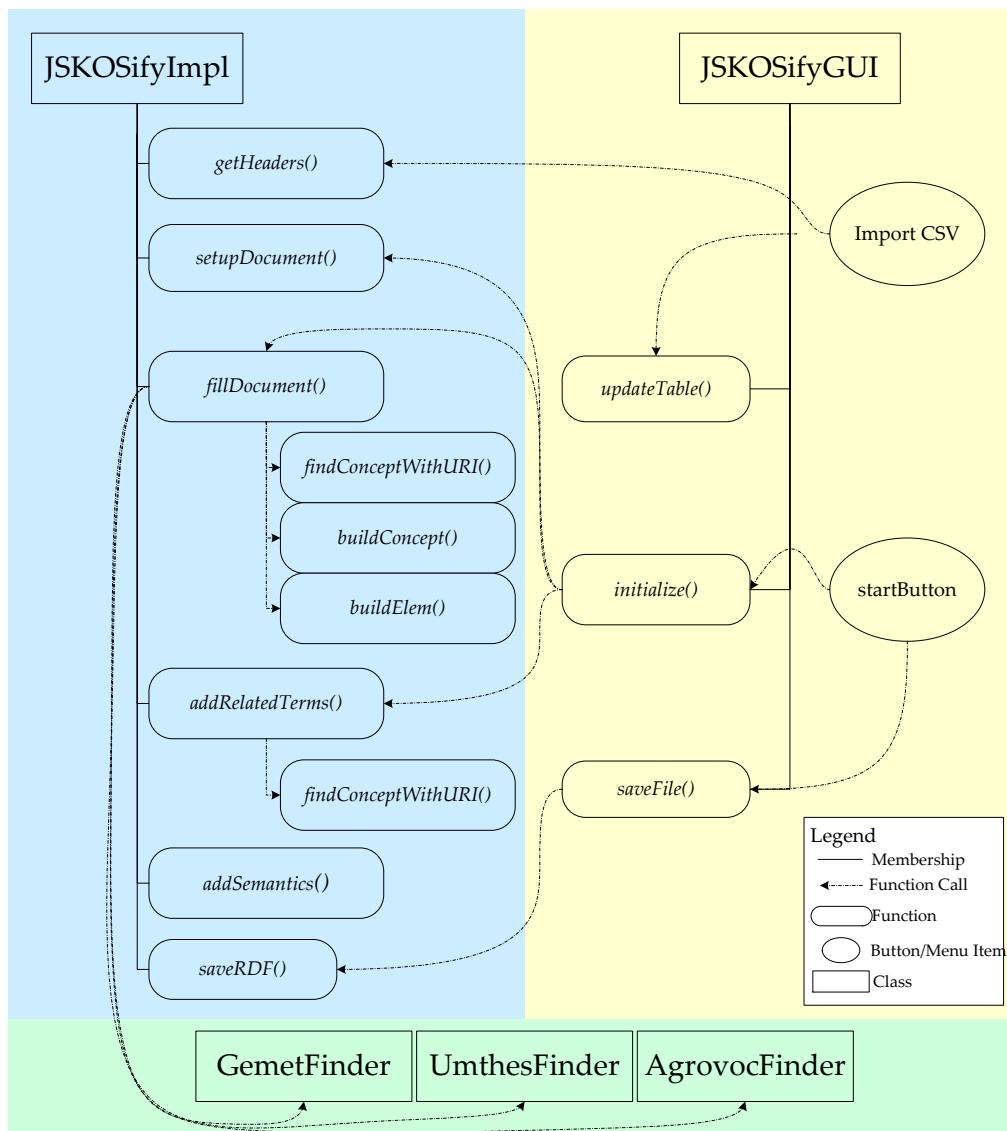 JSKOSifyImpl
JSKOSifyGUI
getHeaders()
setupDocument()
Import CSV
fillDocument()
updateTable()
findConceptWithURI()
buildConcept()
buildElem()
initialize()
startButton
addRelatedTerms()
findConceptWithURI()
saveFile()
addSemantics()
saveRDF()
Legend
Membership
Function Call
Function
Button/Menu Item
Class
GemetFinder
UmthesFinder
AgrovocFinder